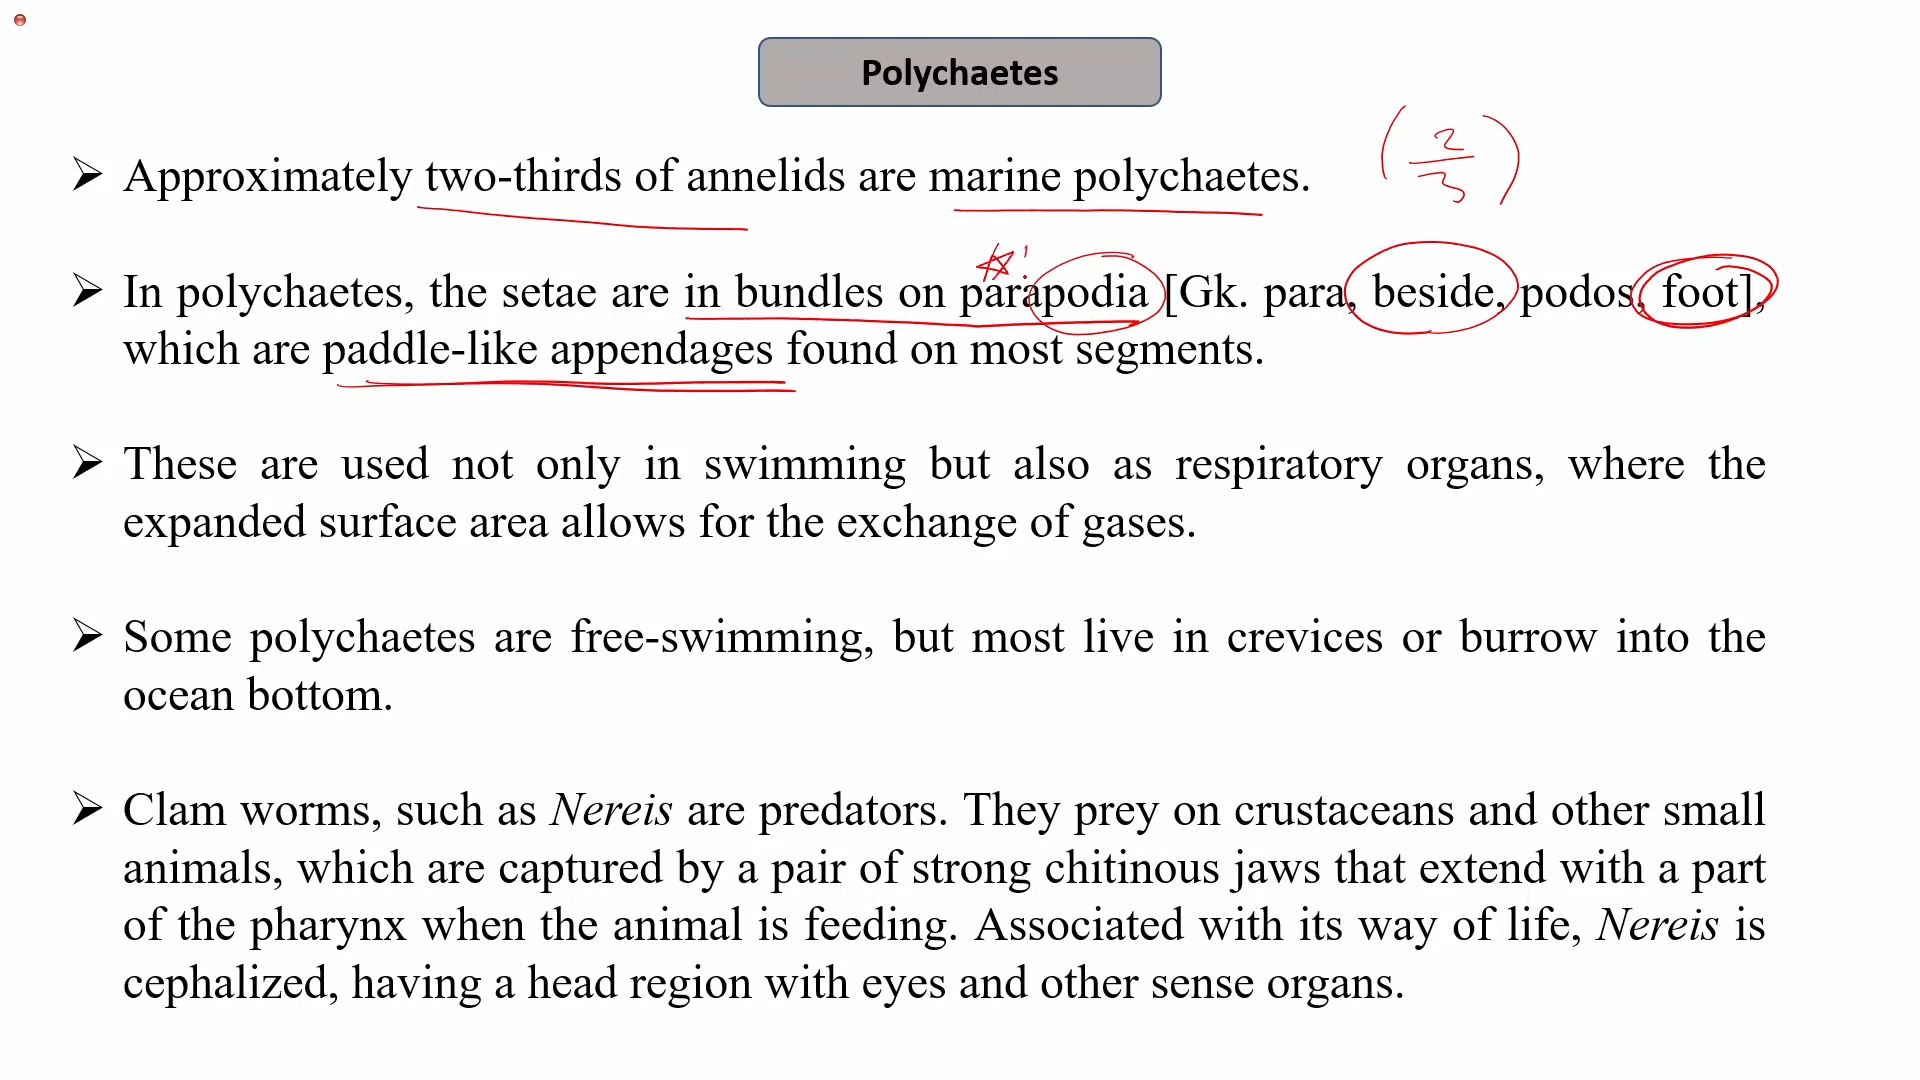 Polychaetes
➢ Approximately two-thirds of annelids are marine polychaetes. (2/3)
➢ In polychaetes, the setae are in bundles on parapodia [Gk. para, beside, podos, foot],
which are paddle-like appendages found on most segments.
➢ These are used not only in swimming but also as respiratory organs, where the
expanded surface area allows for the exchange of gases.
➢ Some polychaetes are free-swimming, but most live in crevices or burrow into the
ocean bottom.
➢ Clam worms, such as Nereis are predators. They prey on crustaceans and other small
animals, which are captured by a pair of strong chitinous jaws that extend with a part
of the pharynx when the animal is feeding. Associated with its way of life, Nereis is
cephalized, having a head region with eyes and other sense organs.